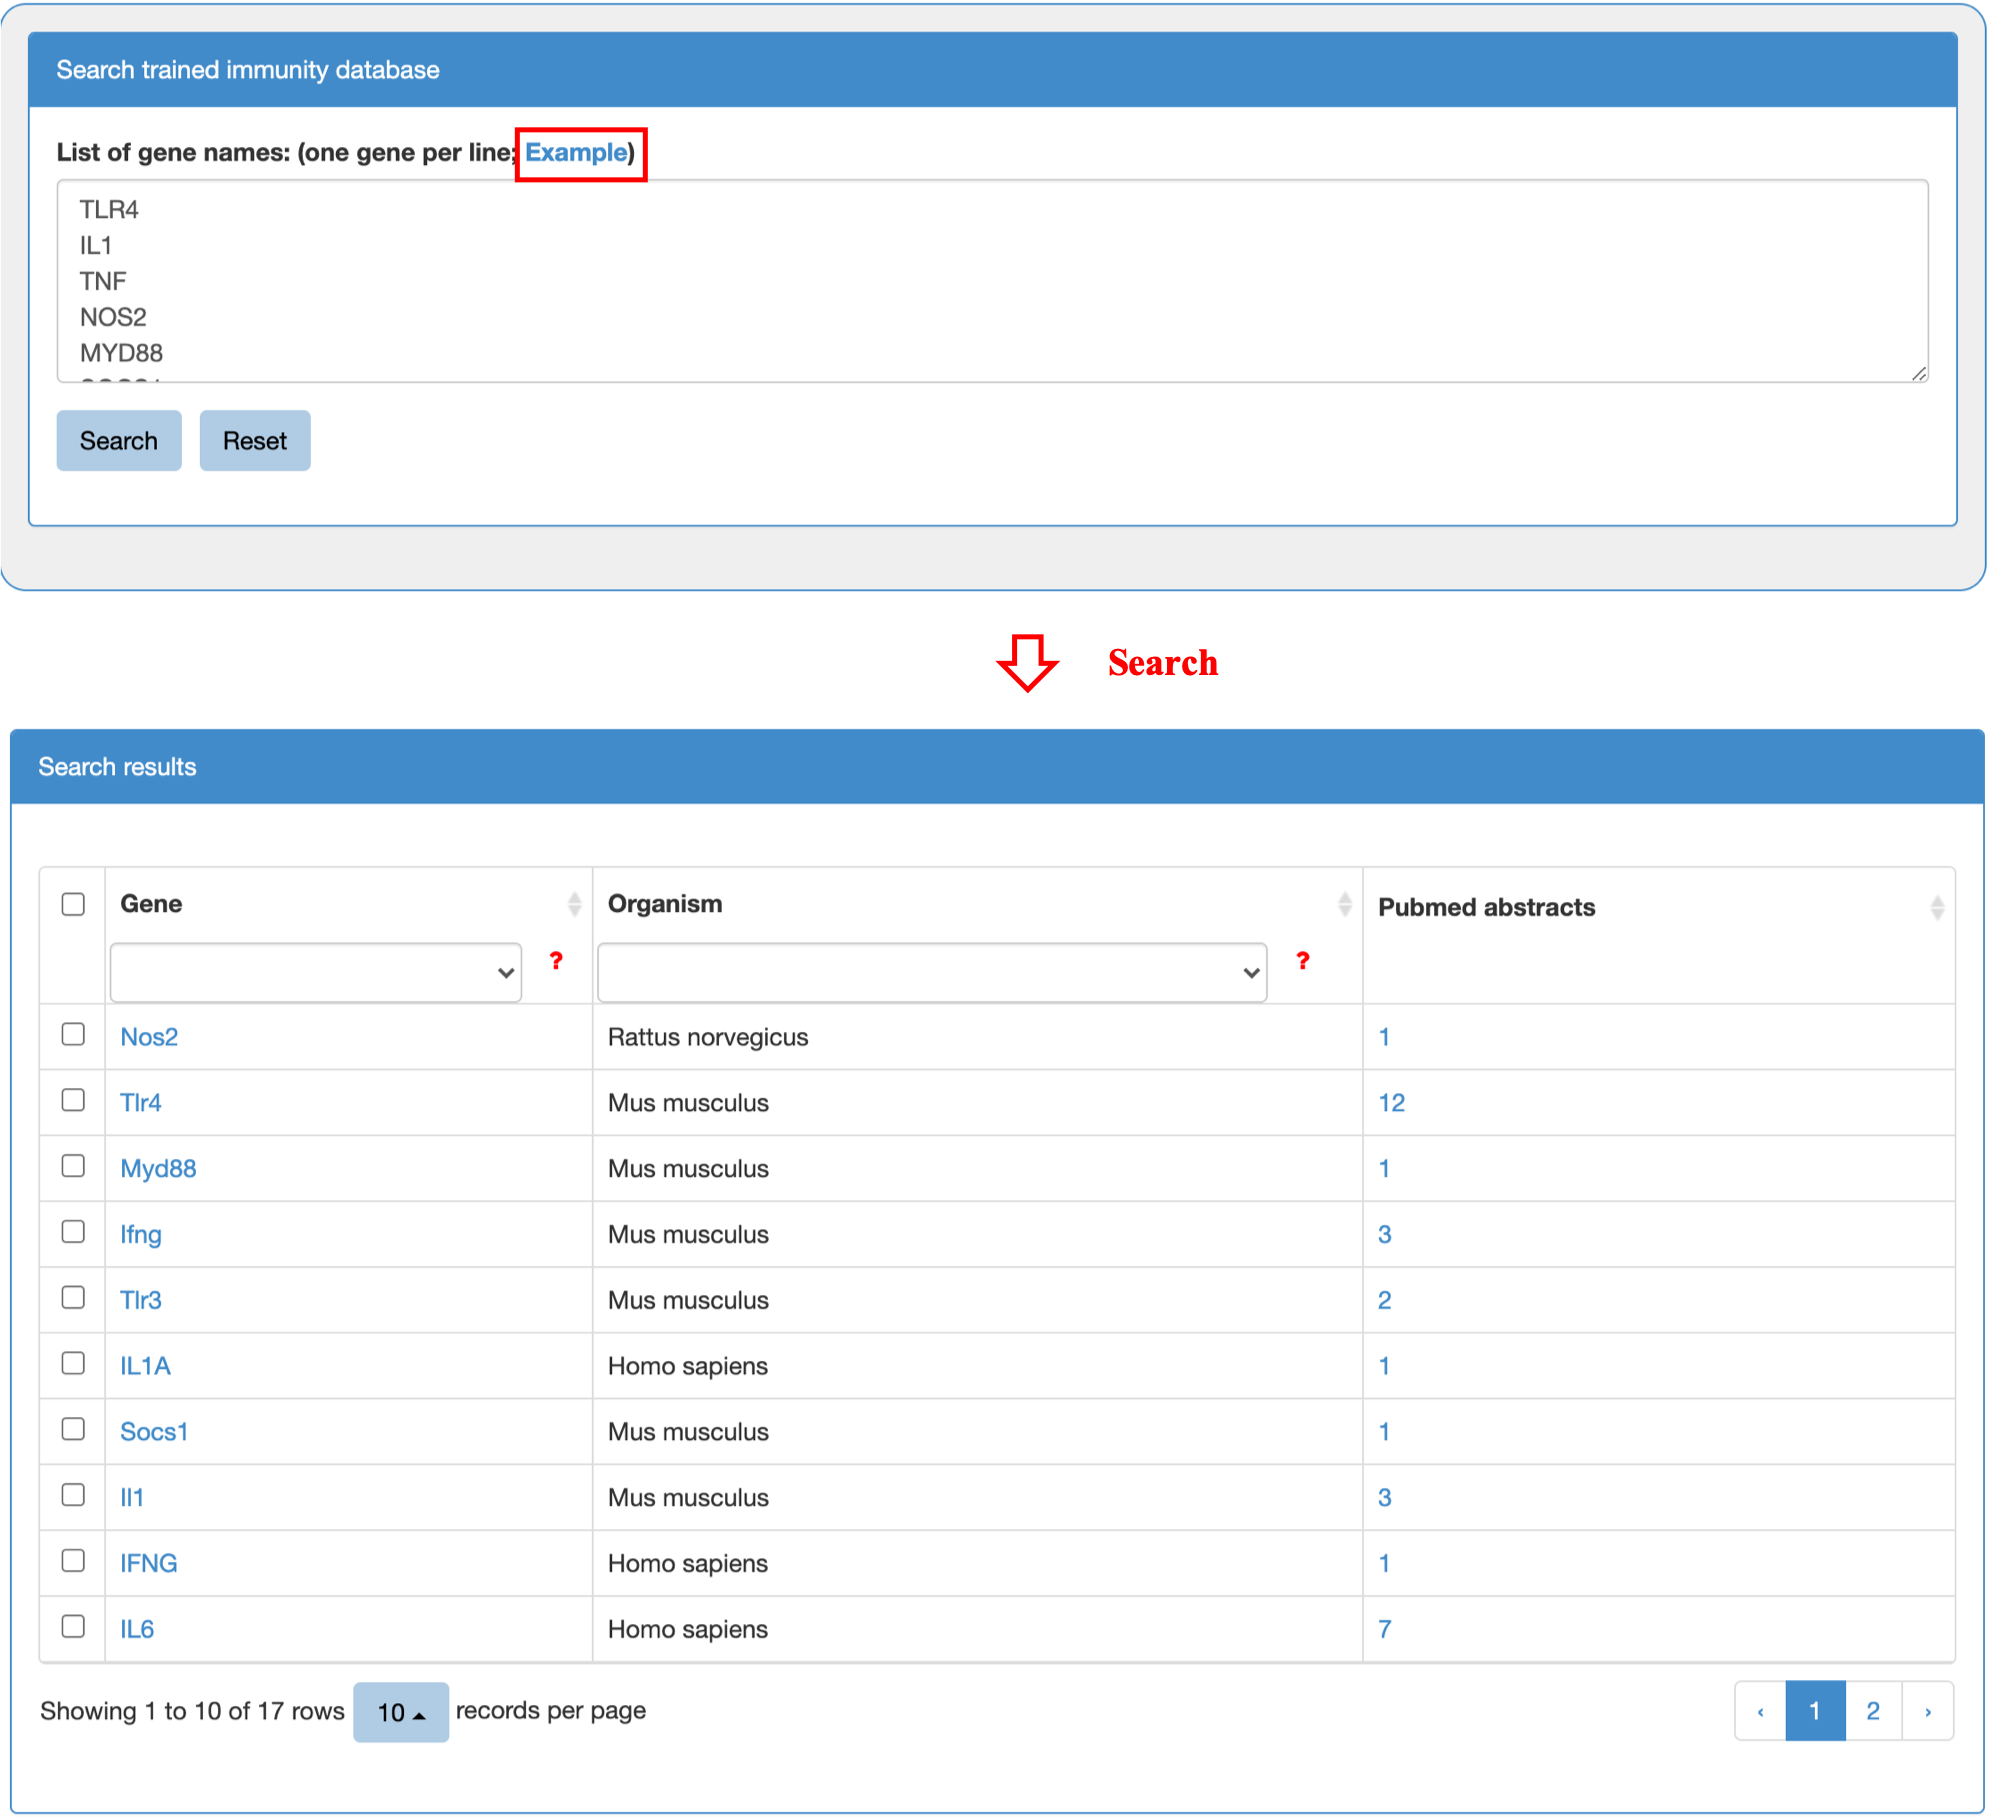 Search trained immunity database
List of gene names: (one gene per line; Example)
TLR4
IL1
TNF
NOS2
MYD88
Search Reset
Search
Search results
Gene Organism Pubmed abstracts
? ?
Nos2 Rattus norvegicus 1
Tlr4 Mus musculus 12
Myd88 Mus musculus 1
Ifng Mus musculus 3
Tlr3 Mus musculus 2
IL1A Homo sapiens 1
Socs1 Mus musculus 1
Il1 Mus musculus 3
IFNG Homo sapiens 1
IL6 Homo sapiens 7
Showing 1 to 10 of 17 rows 10 records per page ‹ 1 2 ›